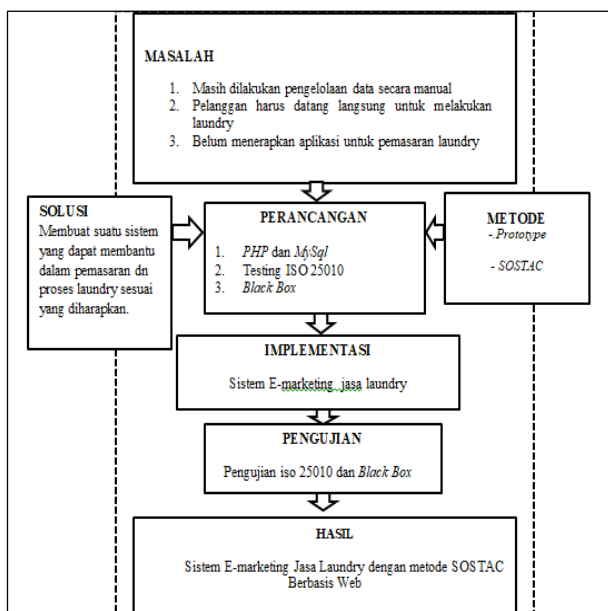 MASALAH
1. Masih dilakukan pengelolaan data secara manual
2. Pelanggan harus datang langsung untuk melakukan
laundry
3. Belum menerapkan aplikasi untuk pemasaran laundry
SOLUSI
Membuat suatu sistem
yang dapat membantu
dalam pemasaran dn
proses laundry sesuai
yang diharapkan.
PERANCANGAN
1. PHP dan MySql
2. Testing ISO 25010
3. Black Box
METODE
- Prototype
- SOSTAC
IMPLEMENTASI
Sistem E-marketing jasa laundry
PENGUJIAN
Pengujian iso 25010 dan Black Box
HASIL
Sistem E-marketing Jasa Laundry dengan metode SOSTAC
Berbasis Web